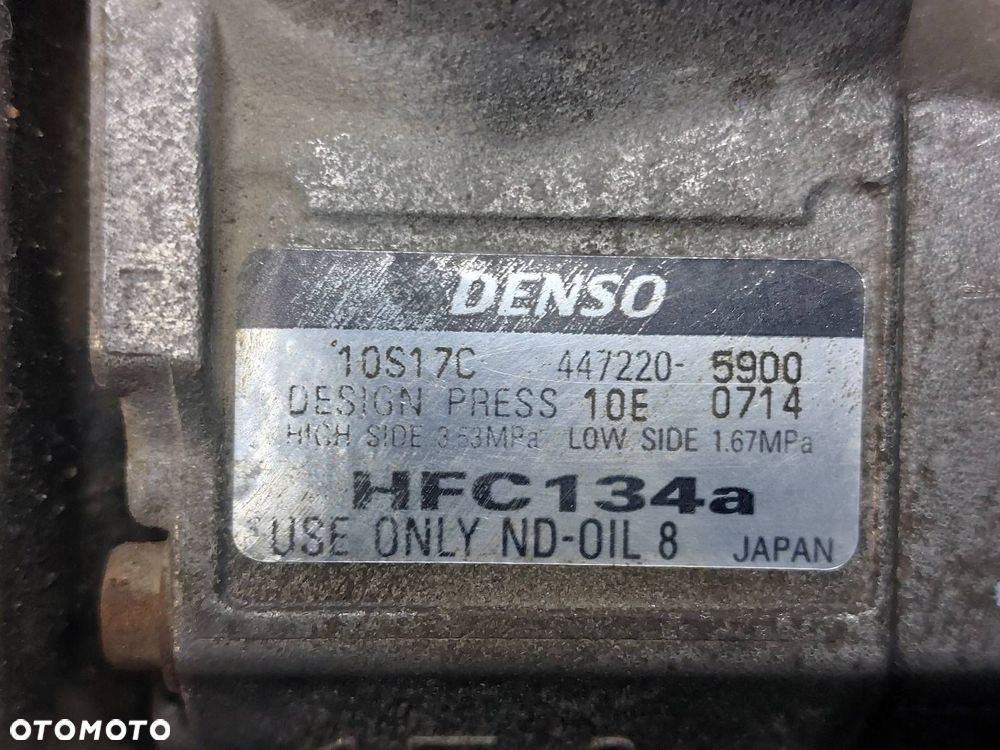 DENSO
10S17C 447220- 5900
DESIGN PRESS 10E 0714
HIGH SIDE 3.53MPa LOW SIDE 1.67MPa
HFC134a
USE ONLY ND-OIL 8 JAPAN
OTOMOTO